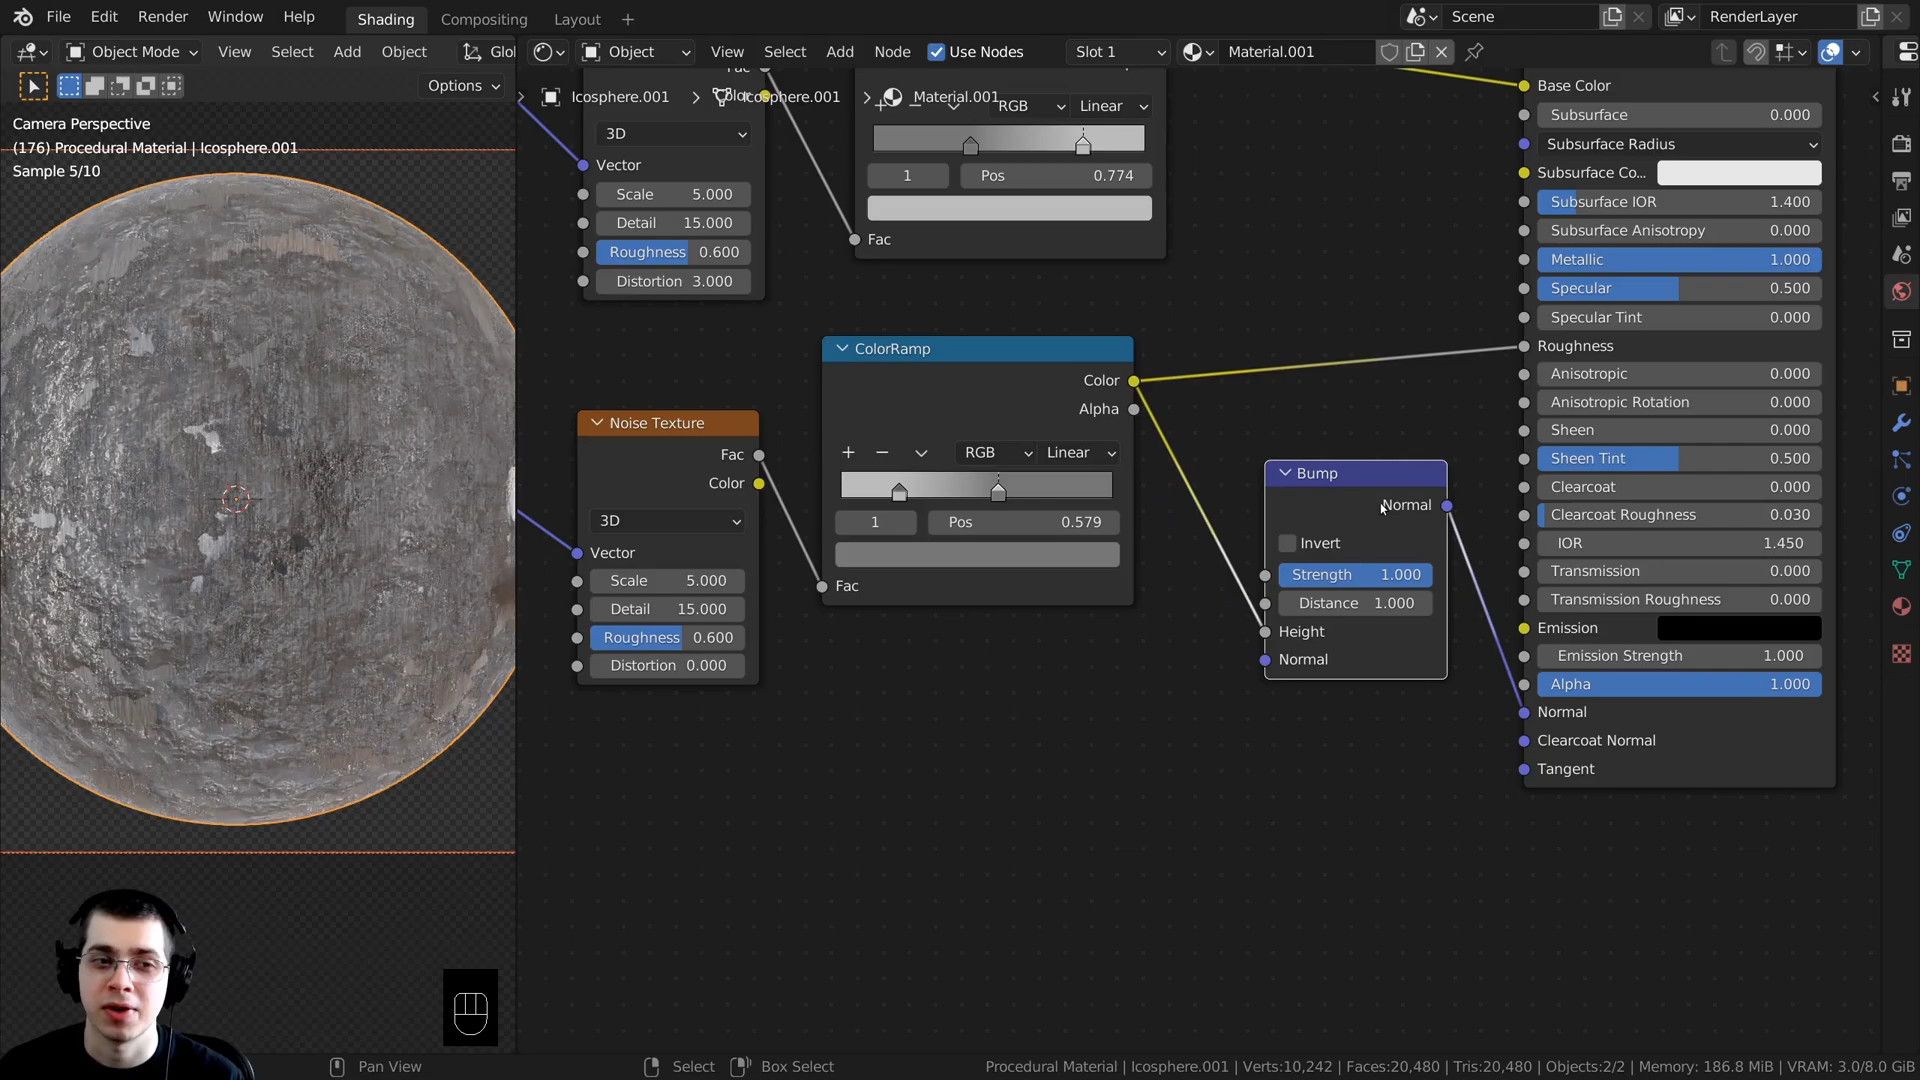 File Edit Render Window Help Shading Compositing Layout + Scene RenderLayer
Object Mode View Select Add Object Glol Object View Select Add Node Use Nodes Slot 1 Material.001
Options
Icosphere.001 Icosphere.001 Material.001
Camera Perspective
(176) Procedural Material | Icosphere.001
Sample 5/10
Fac
Color
3D
Vector
Scale 5.000
Detail 15.000
Roughness 0.600
Distortion 3.000
RGB Linear
1 Pos 0.774
Fac
ColorRamp
Color
Alpha
RGB Linear
1 Pos 0.579
Fac
Noise Texture
Fac
Color
3D
Vector
Scale 5.000
Detail 15.000
Roughness 0.600
Distortion 0.000
Bump
Normal
Invert
Strength 1.000
Distance 1.000
Height
Normal
Base Color
Subsurface 0.000
Subsurface Radius
Subsurface Co...
Subsurface IOR 1.400
Subsurface Anisotropy 0.000
Metallic 1.000
Specular 0.500
Specular Tint 0.000
Roughness
Anisotropic 0.000
Anisotropic Rotation 0.000
Sheen 0.000
Sheen Tint 0.500
Clearcoat 0.000
Clearcoat Roughness 0.030
IOR 1.450
Transmission 0.000
Transmission Roughness 0.000
Emission
Emission Strength 1.000
Alpha 1.000
Normal
Clearcoat Normal
Tangent
Pan View Select Box Select Procedural Material | Icosphere.001 | Verts:10,242 | Faces:20,480 | Tris:20,480 | Objects:2/2 | Memory: 186.8 MiB | VRAM: 3.0/8.0 GiB